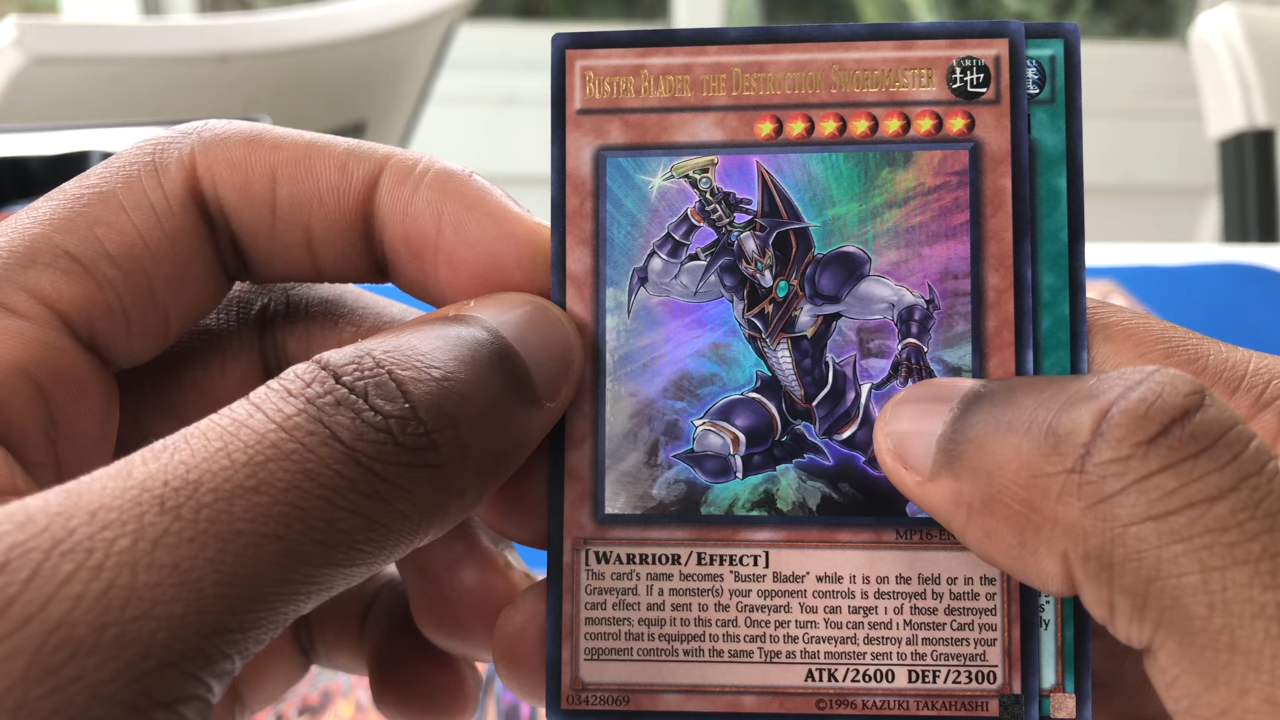 BUSTER BLADER, THE DESTRUCTION SWORDMASTER
EARTH
地
MP16-EN
[WARRIOR/EFFECT]
This card's name becomes "Buster Blader" while it is on the field or in the
Graveyard. If a monster(s) your opponent controls is destroyed by battle or
card effect and sent to the Graveyard: You can target 1 of those destroyed
monsters; equip it to this card. Once per turn: You can send 1 Monster Card you
control that is equipped to this card to the Graveyard; destroy all monsters your
opponent controls with the same Type as that monster sent to the Graveyard.
ATK/2600 DEF/2300
03428069
©1996 KAZUKI TAKAHASHI